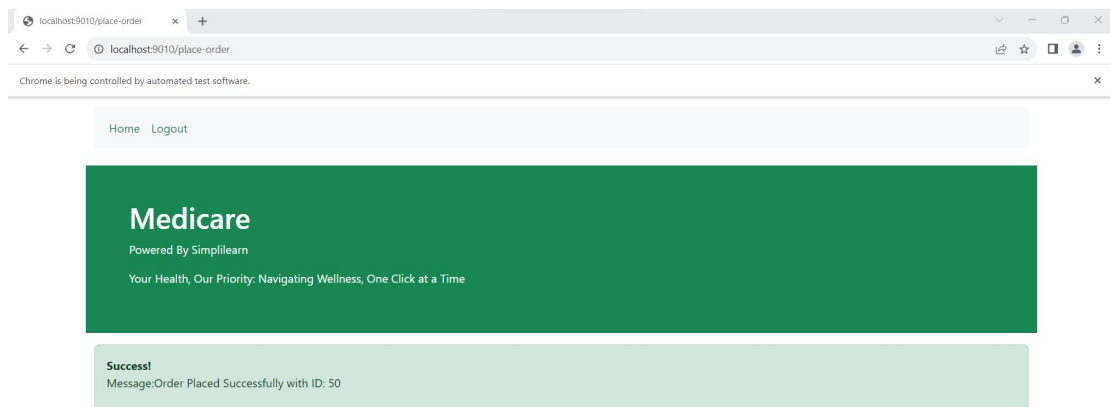 localhost:9010/place-order
localhost:9010/place-order
Chrome is being controlled by automated test software.
Home Logout
Medicare
Powered By Simplilearn
Your Health, Our Priority: Navigating Wellness, One Click at a Time
Success!
Message:Order Placed Successfully with ID: 50